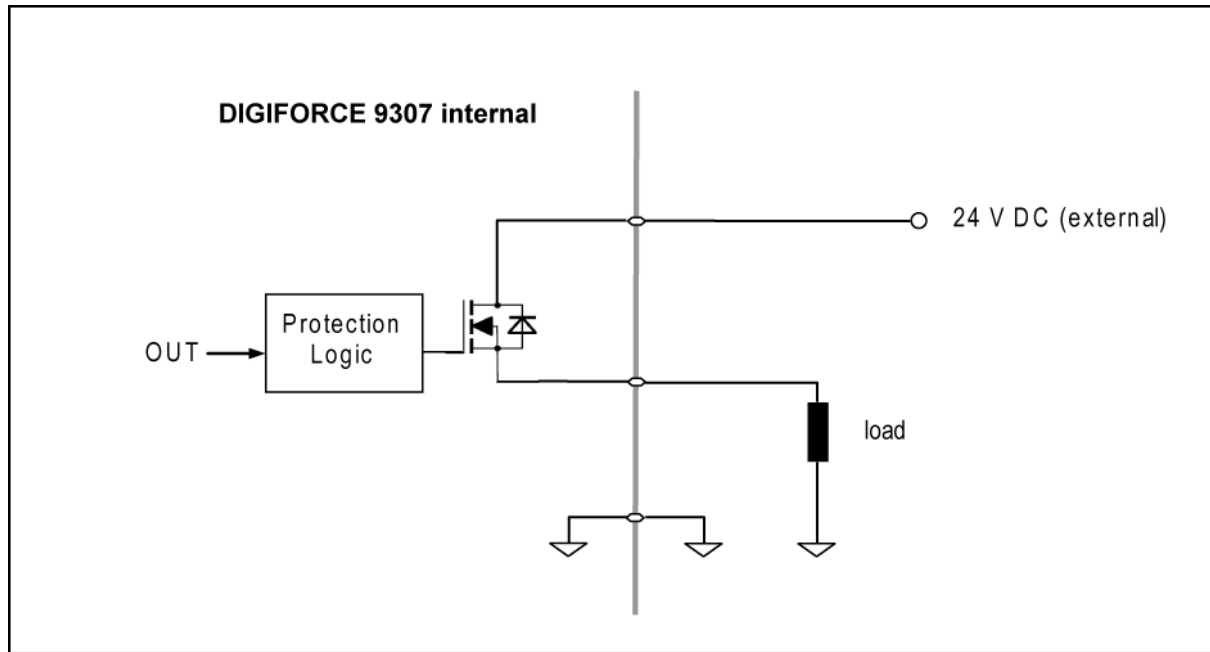 DIGIFORCE 9307 internal
24 V DC (external)
Protection
Logic
OUT
load